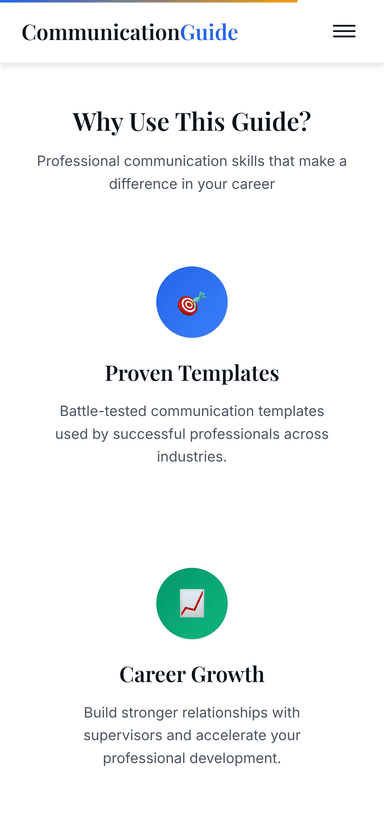 CommunicationGuide
Why Use This Guide?
Professional communication skills that make a
difference in your career
Proven Templates
Battle-tested communication templates
used by successful professionals across
industries.
Career Growth
Build stronger relationships with
supervisors and accelerate your
professional development.